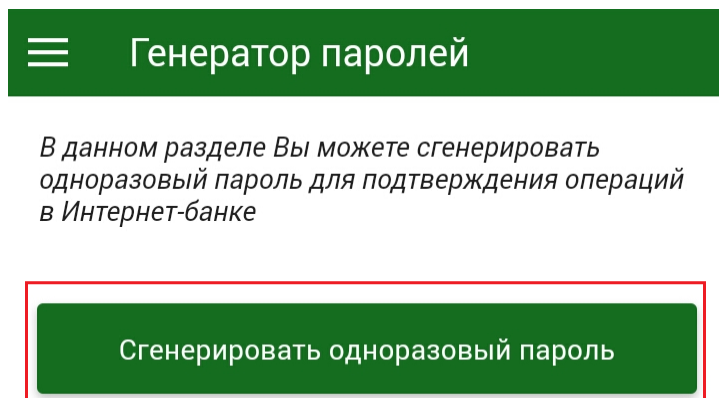 Генератор паролей
В данном разделе Вы можете сгенерировать
одноразовый пароль для подтверждения операций
в Интернет-банке
Сгенерировать одноразовый пароль